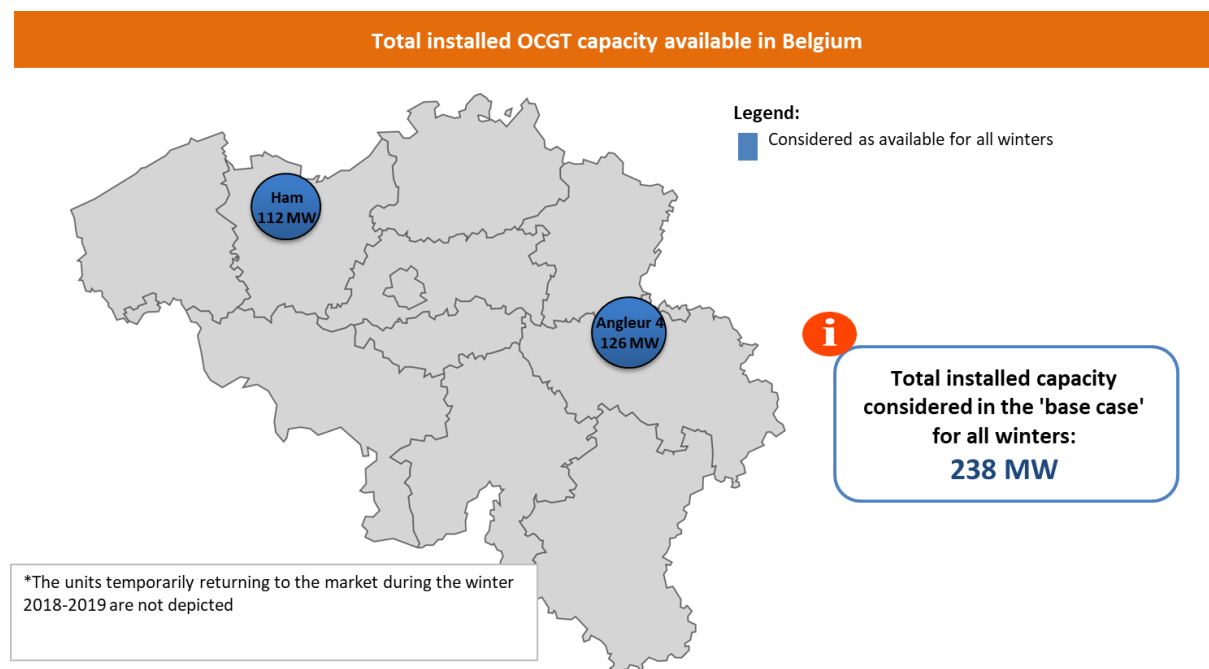 Total installed OCGT capacity available in Belgium
Legend:
Considered as available for all winters
Ham
112 MW
Angleur 4
126 MW
i
Total installed capacity
considered in the 'base case'
for all winters:
238 MW
*The units temporarily returning to the market during the winter
2018-2019 are not depicted